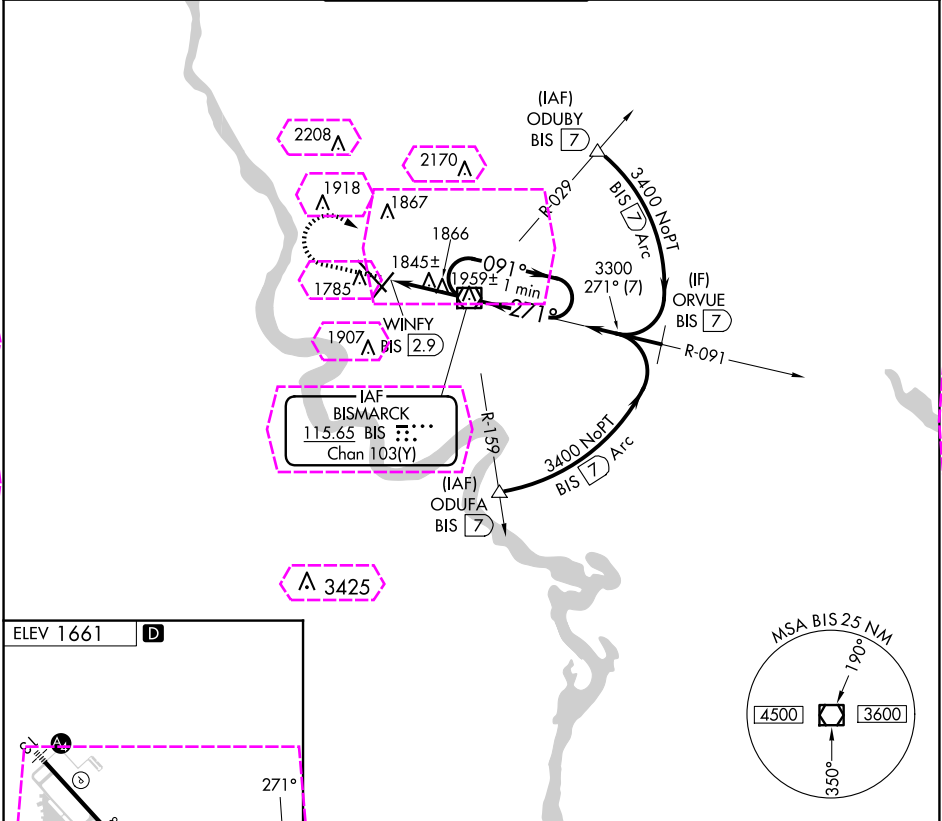 (IAF)
ODUBY
BIS 7
2208
2170
1918
1867
R-029
3400 NoPT
BIS 7 Arc
1866
1845±
091°
1959±
1 min
3300
271° (7)
(IF)
ORVUE
BIS 7
1785
271°
WINFY
BIS 2.9
1907
R-091
IAF
BISMARCK
115.65 BIS
Chan 103(Y)
R-159
3400 NoPT
BIS 7 Arc
(IAF)
ODUFA
BIS 7
3425
ELEV 1661 D
MSA BIS 25 NM
190°
4500
3600
350°
13
A4
P
271°